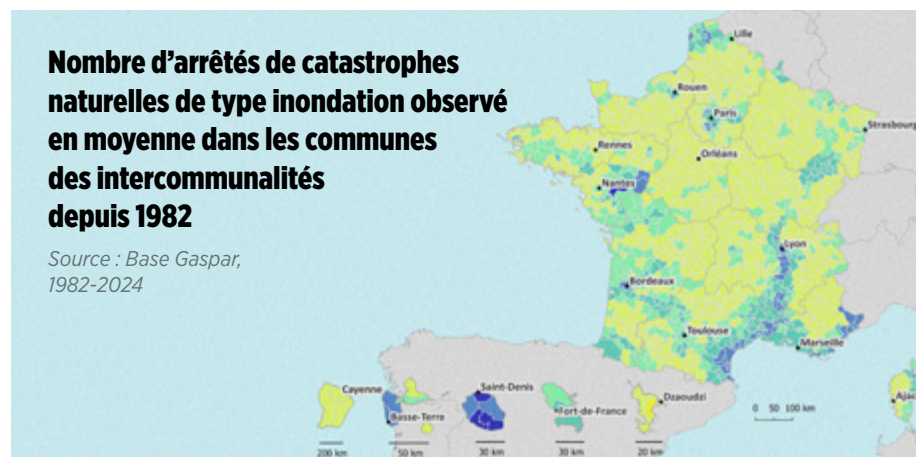 Nombre d'arrêtés de catastrophes
naturelles de type inondation observé
en moyenne dans les communes
des intercommunalités
depuis 1982
Source : Base Gaspar,
1982-2024
Lille
Rouen
Paris
Strasbourg
Rennes
Orléans
Nantes
Lyon
Bordeaux
Toulouse
Marseille
Cayenne
Saint-Denis
Dzaoudzi
Basse-Terre
Fort-de-France
0 50 100 km
Ajac
200 km
50 km
30 km
30 km
20 km